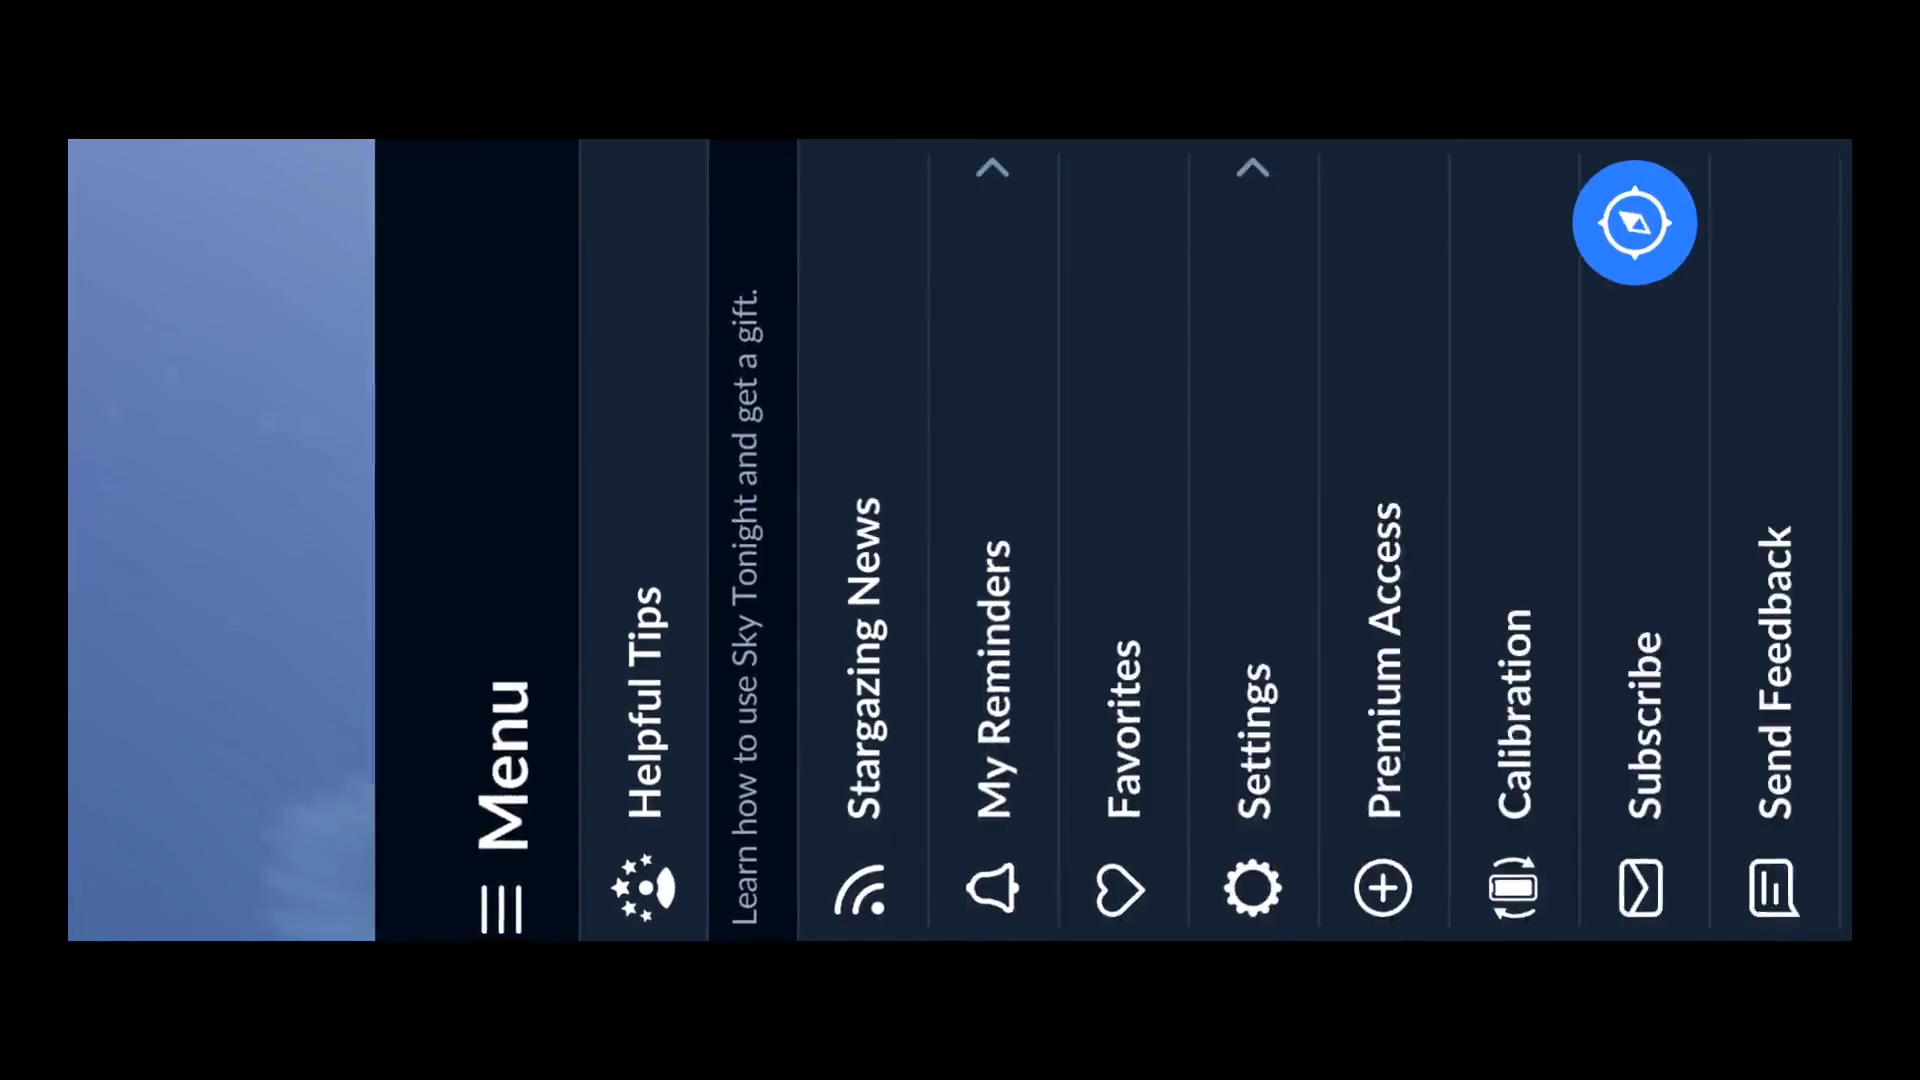 Menu
Helpful Tips
Learn how to use Sky Tonight and get a gift.
Stargazing News
My Reminders
Favorites
Settings
Premium Access
Calibration
Subscribe
Send Feedback